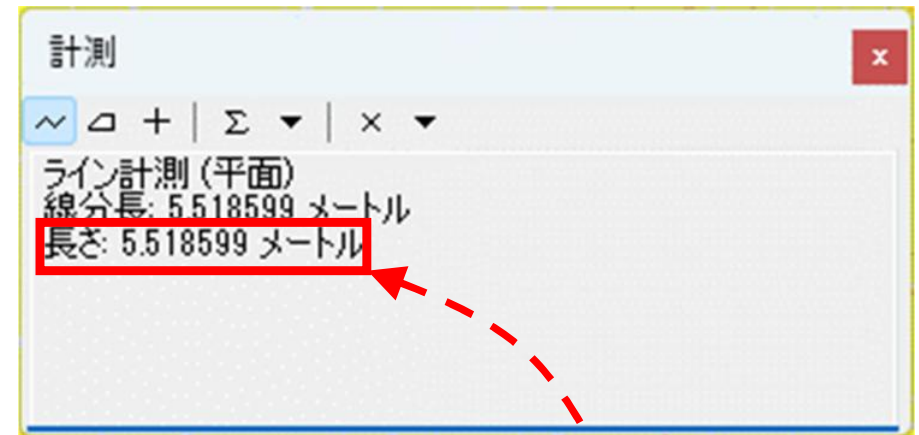 計測
x
Σ ▼ × ▼
ライン計測 (平面)
線分長: 5.518599 メートル
長さ: 5.518599 メートル